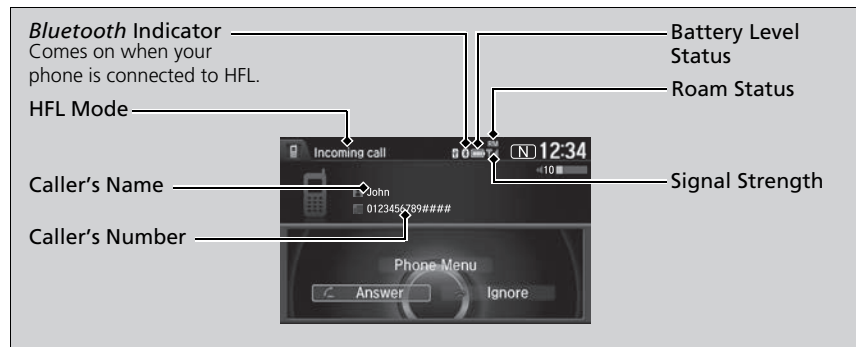 Bluetooth Indicator
Comes on when your
phone is connected to HFL.
HFL Mode
Caller's Name
Caller's Number
Battery Level
Status
Roam Status
Signal Strength
Incoming call
RM
N 12:34
10
John
0123456789####
Phone Menu
Answer
Ignore